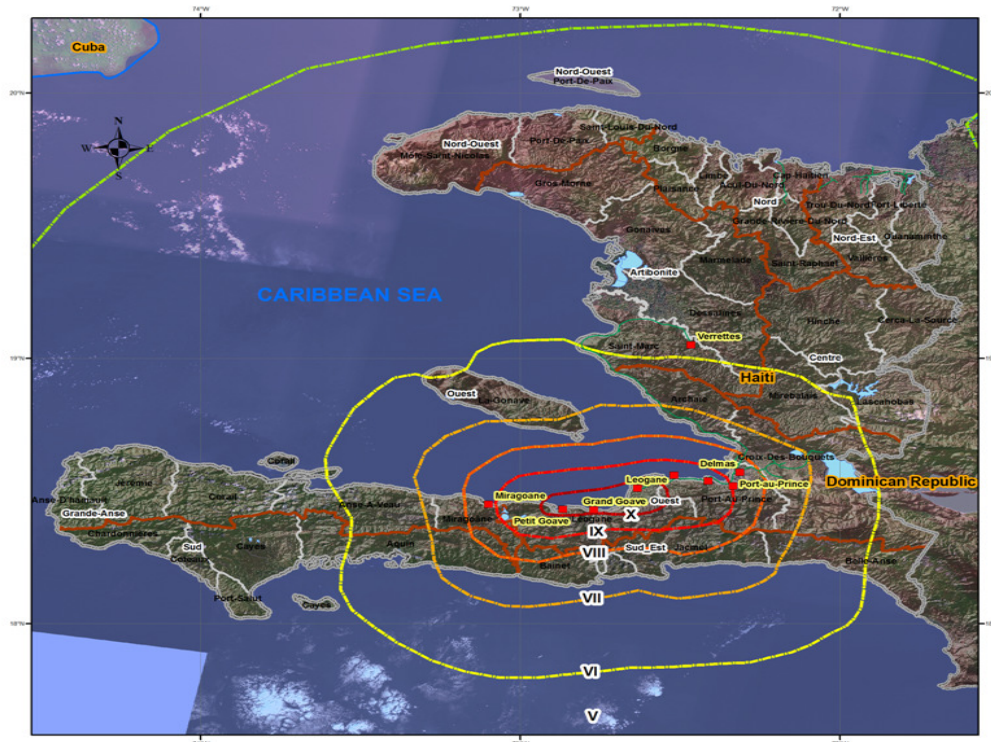 74°W
73°W
72°W
Cuba
20°N
N
W
E
S
Nord-Ouest
Port-De-Paix
Saint-Louis-Du-Nord
Nord-Ouest
Port-De-Paix
Mole-Saint-Nicolas
Borgne
Limbe
Cap-Haitien
Acul-Du-Nord
Plaisance
Nord
Gros-Morne
Trou-Du-Nord
Fort-Liberte
Grande-Riviere-Du-Nord
Gonaives
Nord-Est
Ouanaminthe
Marmelade
Saint-Raphael
Vallieres
Artibonite
CARIBBEAN SEA
Dessalines
Hinche
Cerca-La-Source
Verrettes
Saint-Marc
19°N
Centre
Haiti
Ouest
La-Gonave
Archaie
Mirebalais
Lascahobas
Croix-Des-Bouquets
Corail
Delmas
Jeremie
Leogane
Port-au-Prince
Dominican Republic
Anse-D'hainault
Corail
Anse-A-Veau
Miragoane
Grand Goave
Ouest
Port-Au-Prince
Grande-Anse
Miragoane
Petit Goave
Leogane
X
Chardonnieres
IX
Sud
Cayes
Aquin
VIII
Sud_Est
Jacmel
Coteaux
Bainet
Belle-Anse
Port-Salut
Cayes
VII
18°N
VI
V